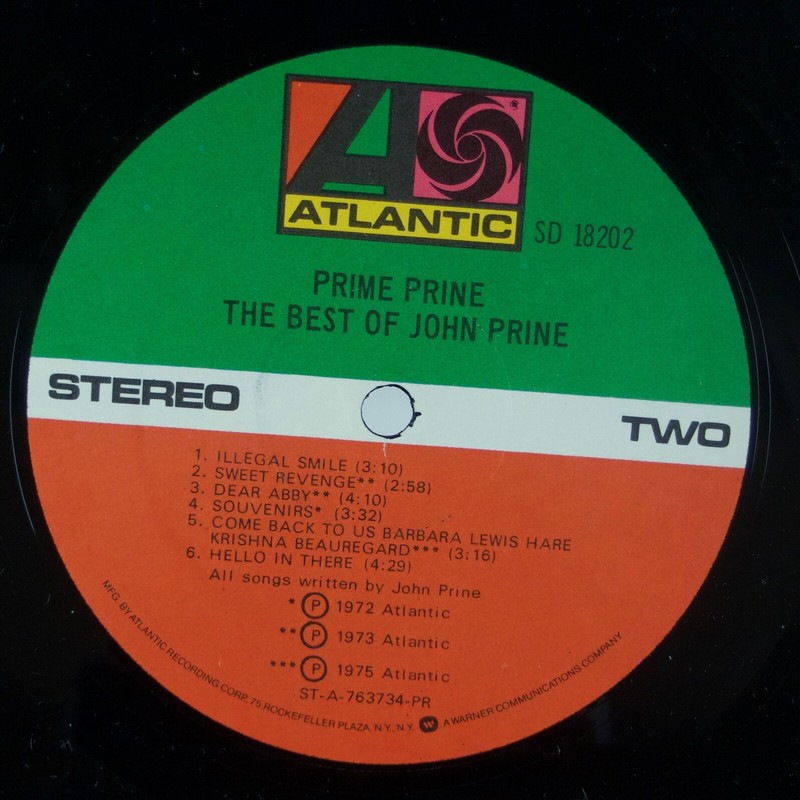 ATLANTIC
SD 18202
PRIME PRINE
THE BEST OF JOHN PRINE
STEREO
TWO
1. ILLEGAL SMILE (3:10)
2. SWEET REVENGE** (2:58)
3. DEAR ABBY** (4:10)
4. SOUVENIRS* (3:32)
5. COME BACK TO US BARBARA LEWIS HARE
KRISHNA BEAUREGARD*** (3:16)
6. HELLO IN THERE (4:29)
All songs written by John Prine
* Ⓟ 1972 Atlantic
** Ⓟ 1973 Atlantic
*** Ⓟ 1975 Atlantic
ST-A-763734-PR
MFG. BY ATLANTIC RECORDING CORP. 75 ROCKEFELLER PLAZA, N.Y. N.Y. A WARNER COMMUNICATIONS COMPANY